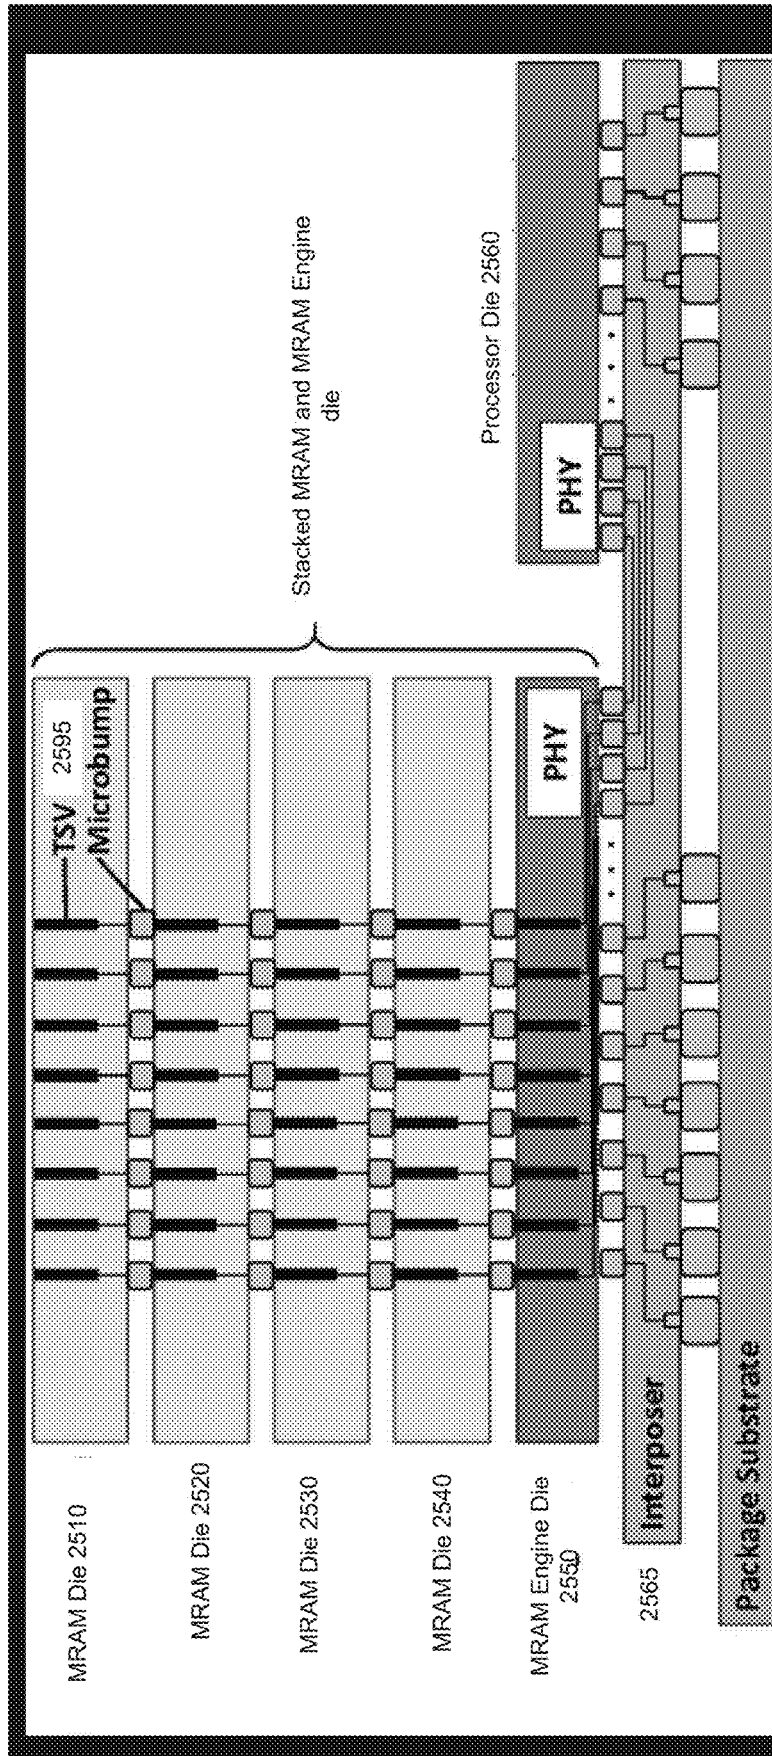 MRAM Die 2510
MRAM Die 2520
MRAM Die 2530
MRAM Die 2540
MRAM Engine Die
2550
2565
TSV 2595
Microbump
Stacked MRAM and MRAM Engine
die
Processor Die 2560
PHY
PHY
Interposer
Package Substrate